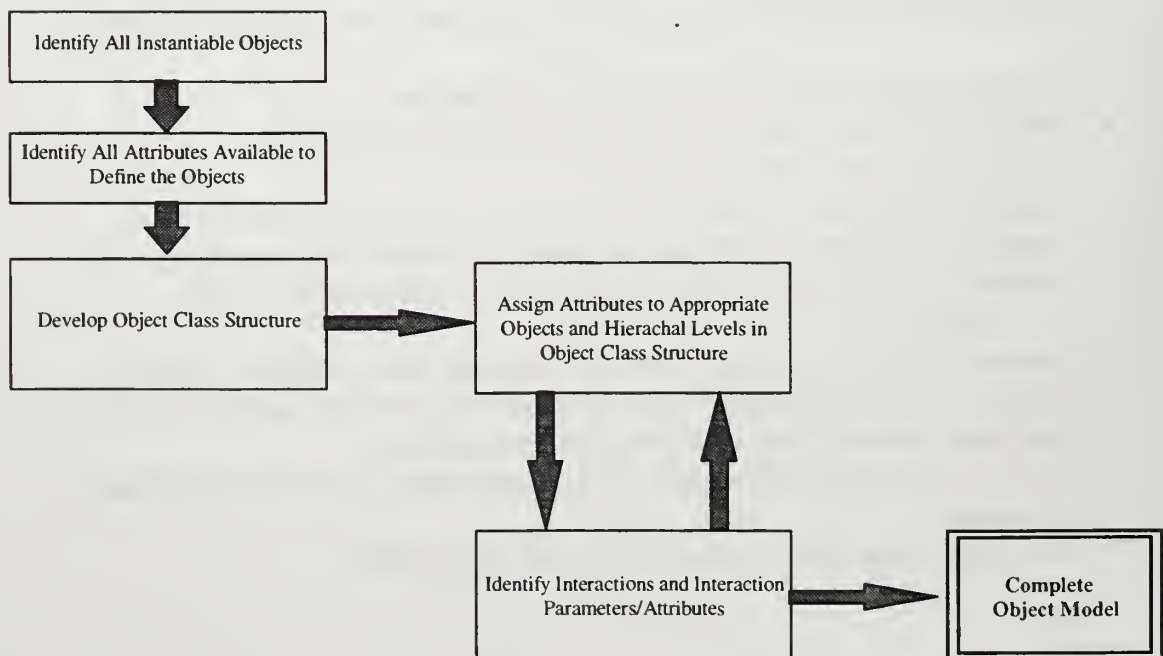 Identify All Instantiable Objects
Identify All Attributes Available to
Define the Objects
Develop Object Class Structure
Assign Attributes to Appropriate
Objects and Hierachal Levels in
Object Class Structure
Identify Interactions and Interaction
Parameters/Attributes
Complete
Object Model